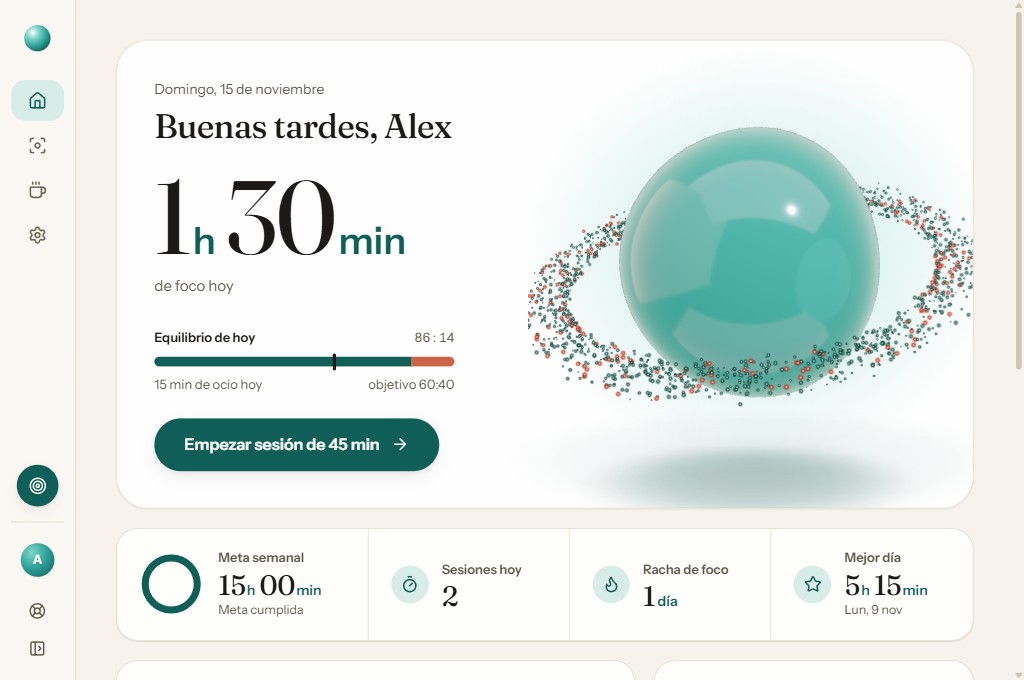 Domingo, 15 de noviembre
Buenas tardes, Alex
1h 30min
de foco hoy
Equilibrio de hoy 86 : 14
15 min de ocio hoy objetivo 60:40
Empezar sesión de 45 min
A
Meta semanal
15h 00min
Meta cumplida
Sesiones hoy
2
Racha de foco
1 día
Mejor día
5h 15min
Lun, 9 nov